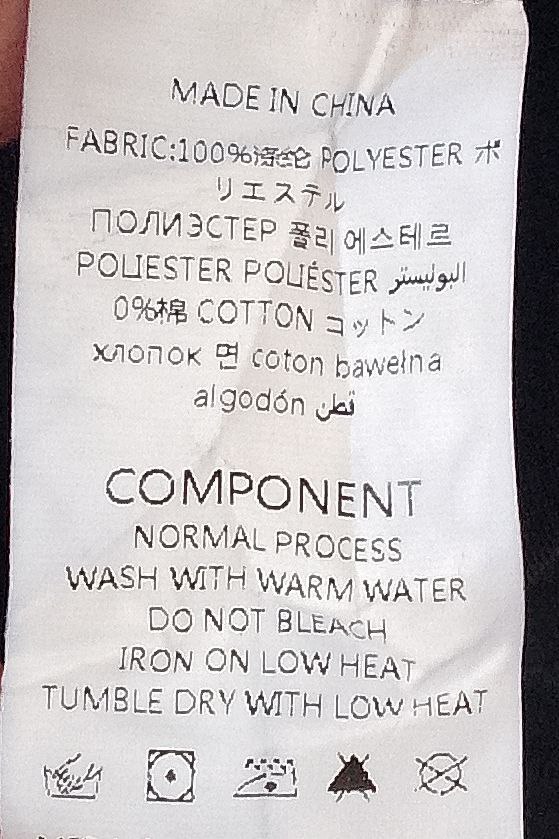 MADE IN CHINA
FABRIC:100%涤纶 POLYESTER ポ
リエステル
ПОЛИЭСТЕР 폴리에스테르
POLIESTER POLIÉSTER البوليستر
0%棉 COTTON コットン
хлопок 면 coton bawełna
algodón قطن
COMPONENT
NORMAL PROCESS
WASH WITH WARM WATER
DO NOT BLEACH
IRON ON LOW HEAT
TUMBLE DRY WITH LOW HEAT